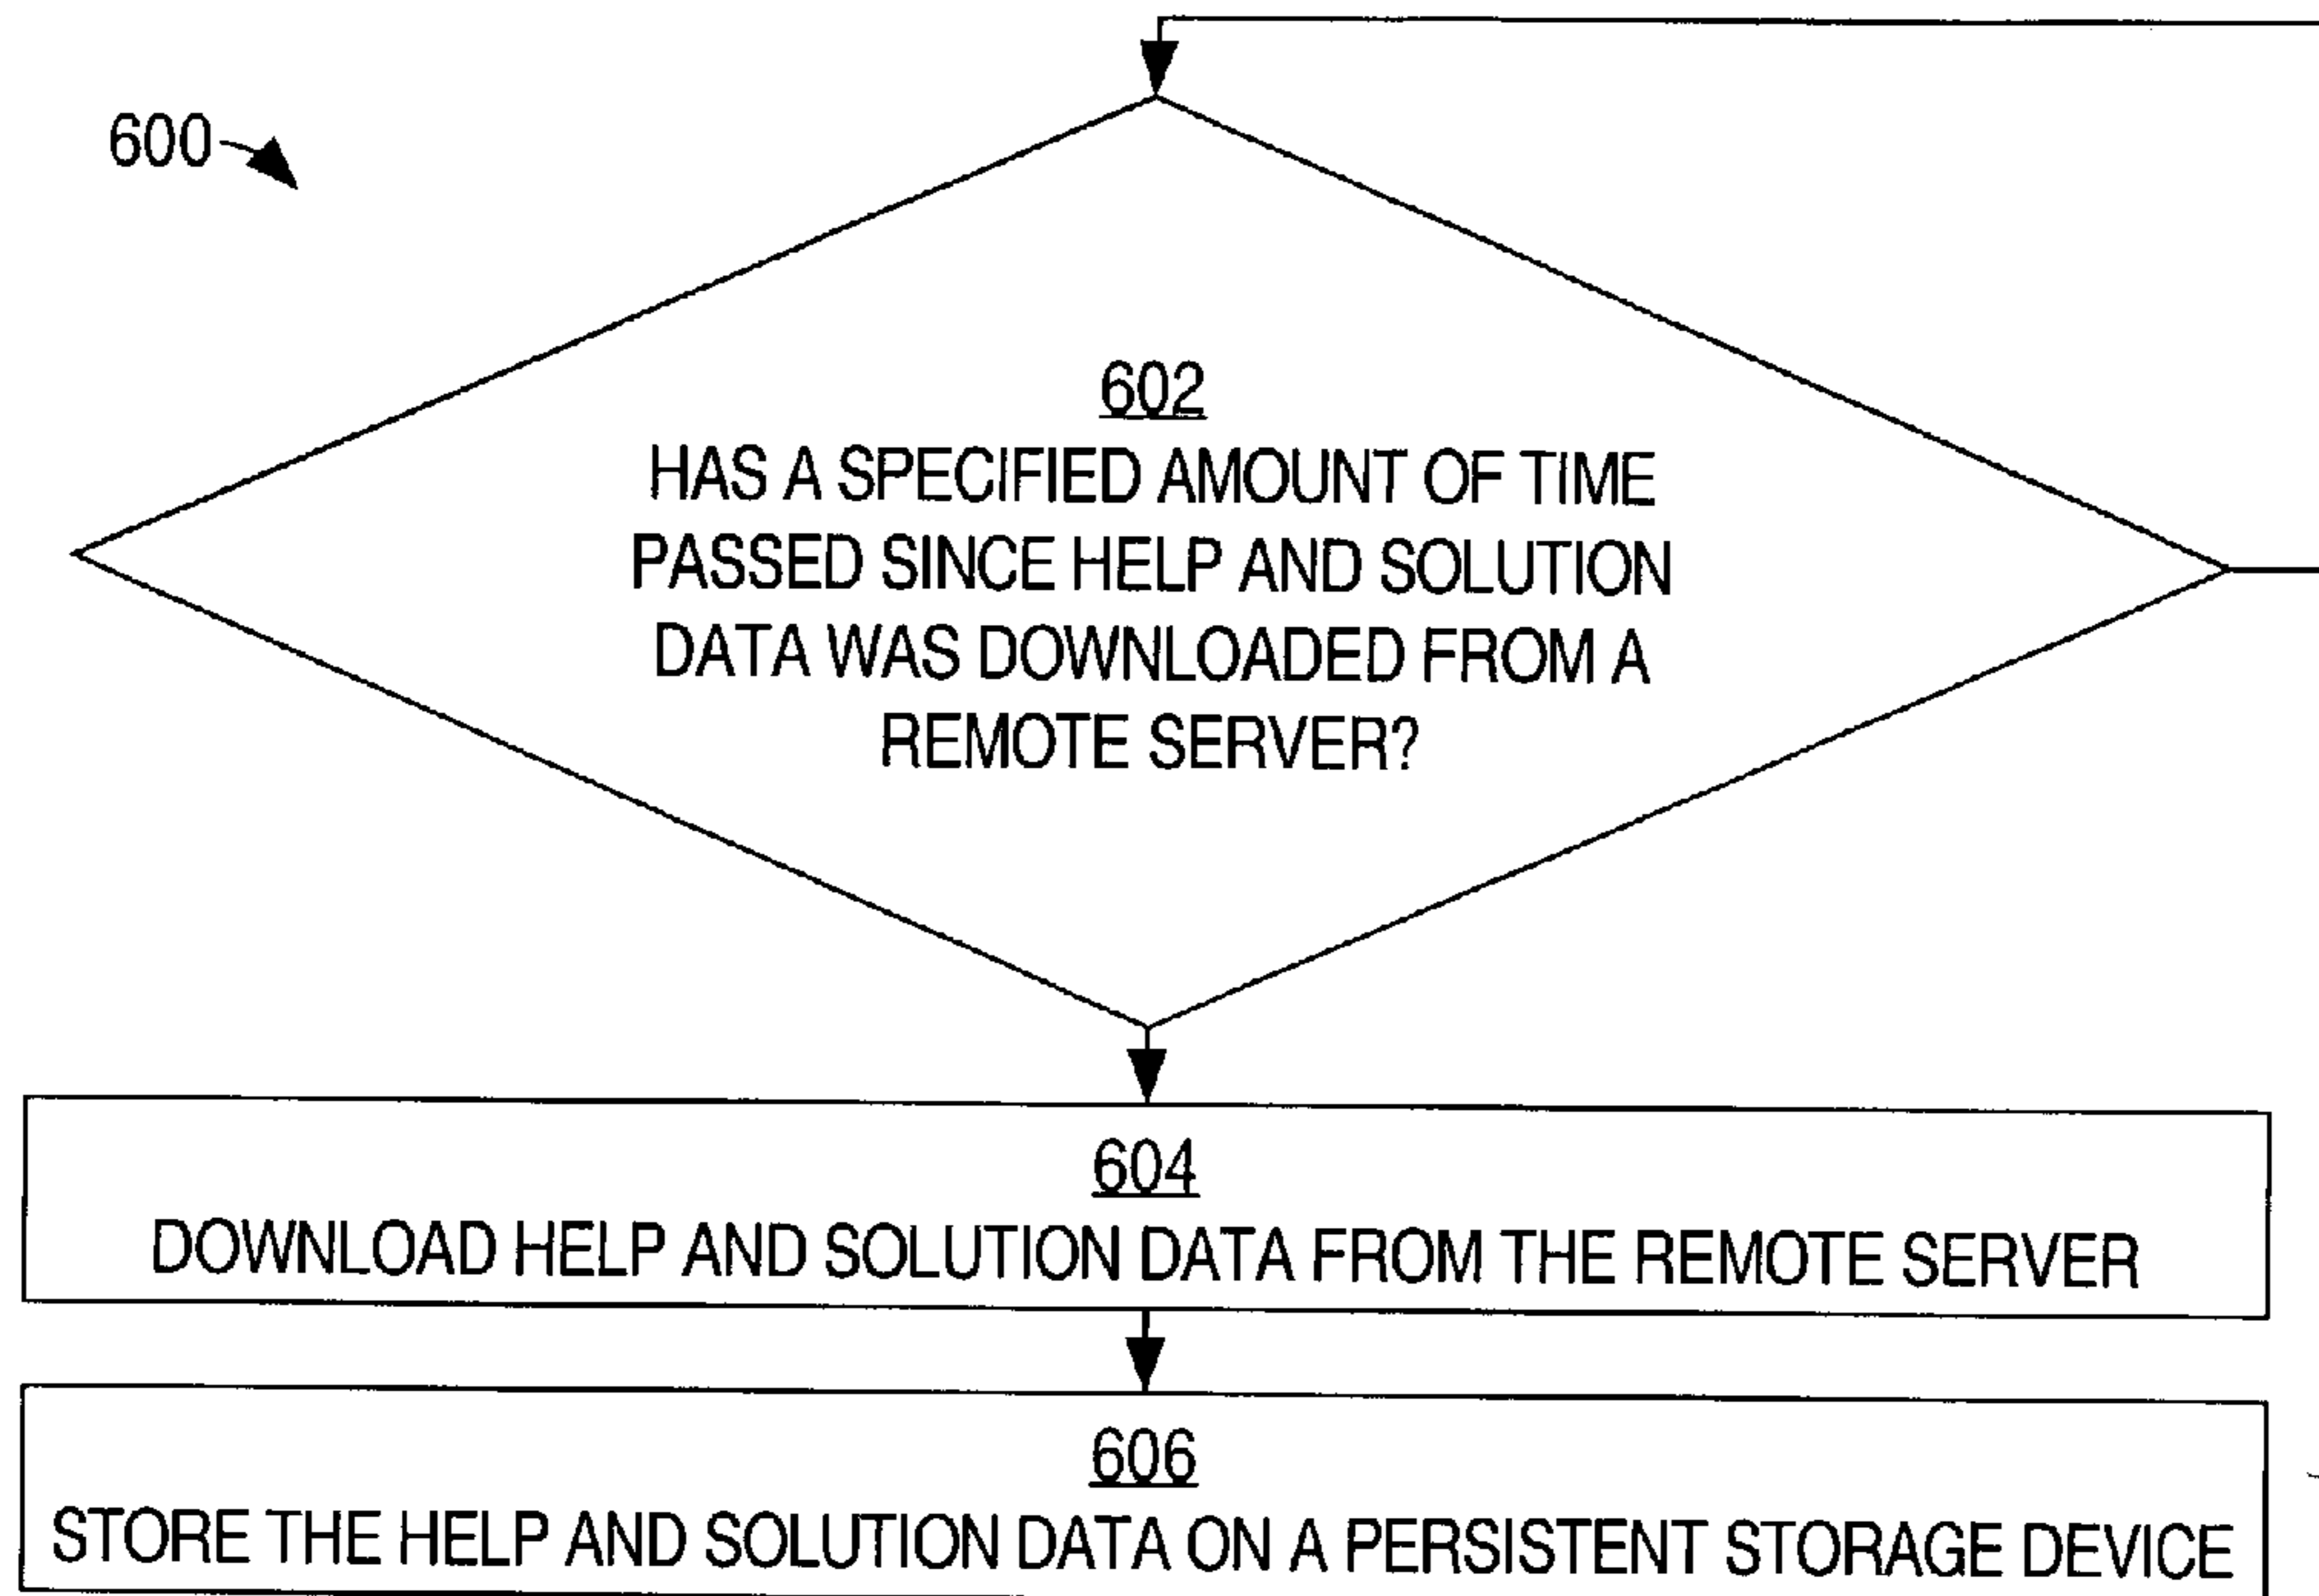 600
602
HAS A SPECIFIED AMOUNT OF TIME
PASSED SINCE HELP AND SOLUTION
DATA WAS DOWNLOADED FROM A
REMOTE SERVER?
604
DOWNLOAD HELP AND SOLUTION DATA FROM THE REMOTE SERVER
606
STORE THE HELP AND SOLUTION DATA ON A PERSISTENT STORAGE DEVICE